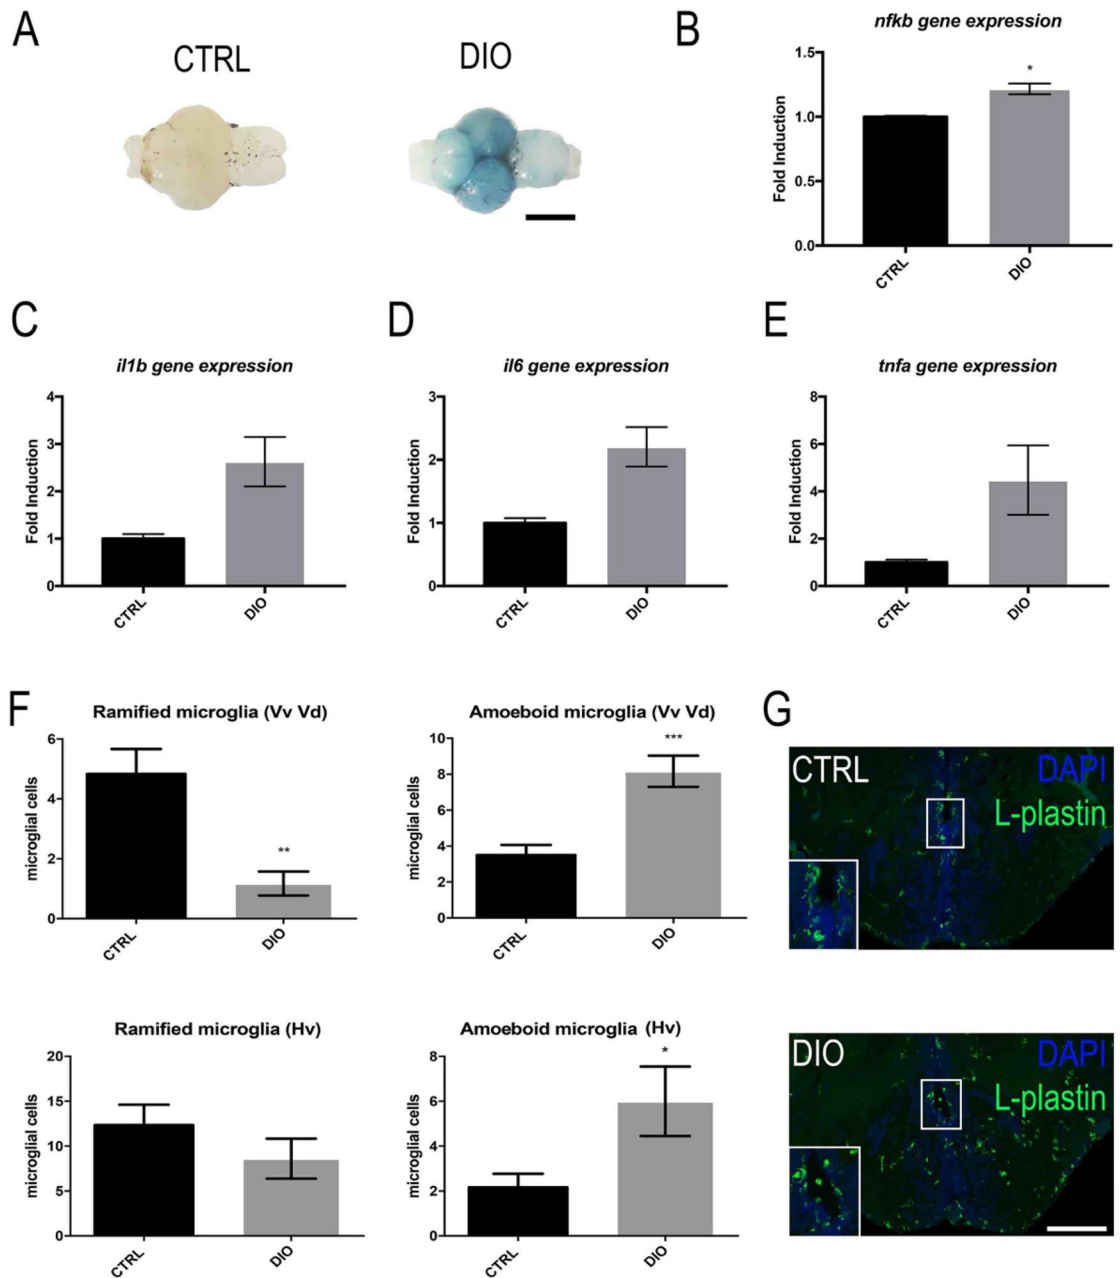 A
CTRL
DIO
B
nfkb gene expression
1.5
*
1.0
Fold Induction
0.5
0.0
CTRL
DIO
C
il1b gene expression
4
3
Fold Induction
2
1
0
CTRL
DIO
D
il6 gene expression
3
2
Fold Induction
1
0
CTRL
DIO
E
tnfa gene expression
8
6
Fold Induction
4
2
0
CTRL
DIO
F
Ramified microglia (Vv Vd)
6
microglial cells
4
2
0
**
CTRL
DIO
Amoeboid microglia (Vv Vd)
***
10
8
microglial cells
6
4
2
0
CTRL
DIO
Ramified microglia (Hv)
20
15
microglial cells
10
5
0
CTRL
DIO
Amoeboid microglia (Hv)
*
8
6
microglial cells
4
2
0
CTRL
DIO
G
CTRL
DAPI
L-plastin
DIO
DAPI
L-plastin